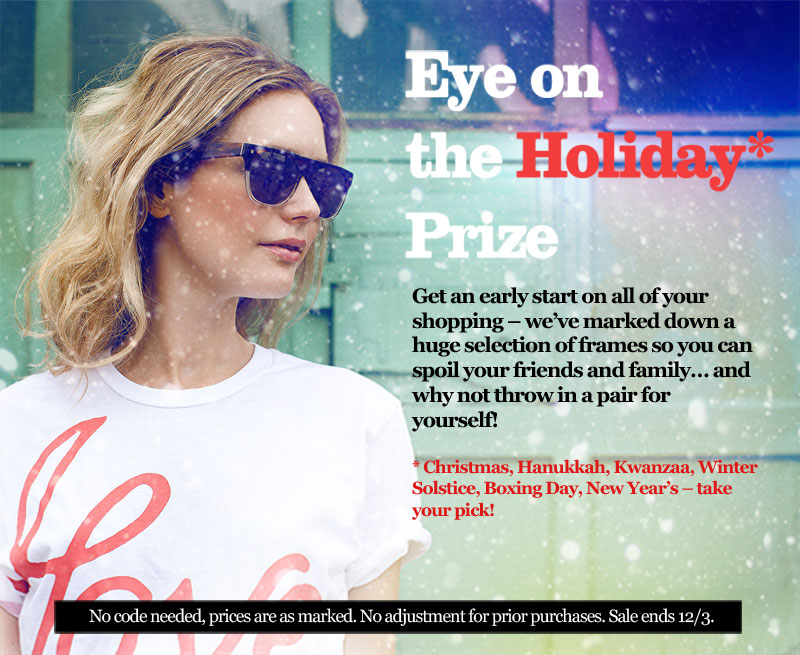 Eye on
the Holiday*
Prize
Get an early start on all of your
shopping – we've marked down a
huge selection of frames so you can
spoil your friends and family... and
why not throw in a pair for
yourself!
* Christmas, Hanukkah, Kwanzaa, Winter
Solstice, Boxing Day, New Year's – take
your pick!
love
No code needed, prices are as marked. No adjustment for prior purchases. Sale ends 12/3.